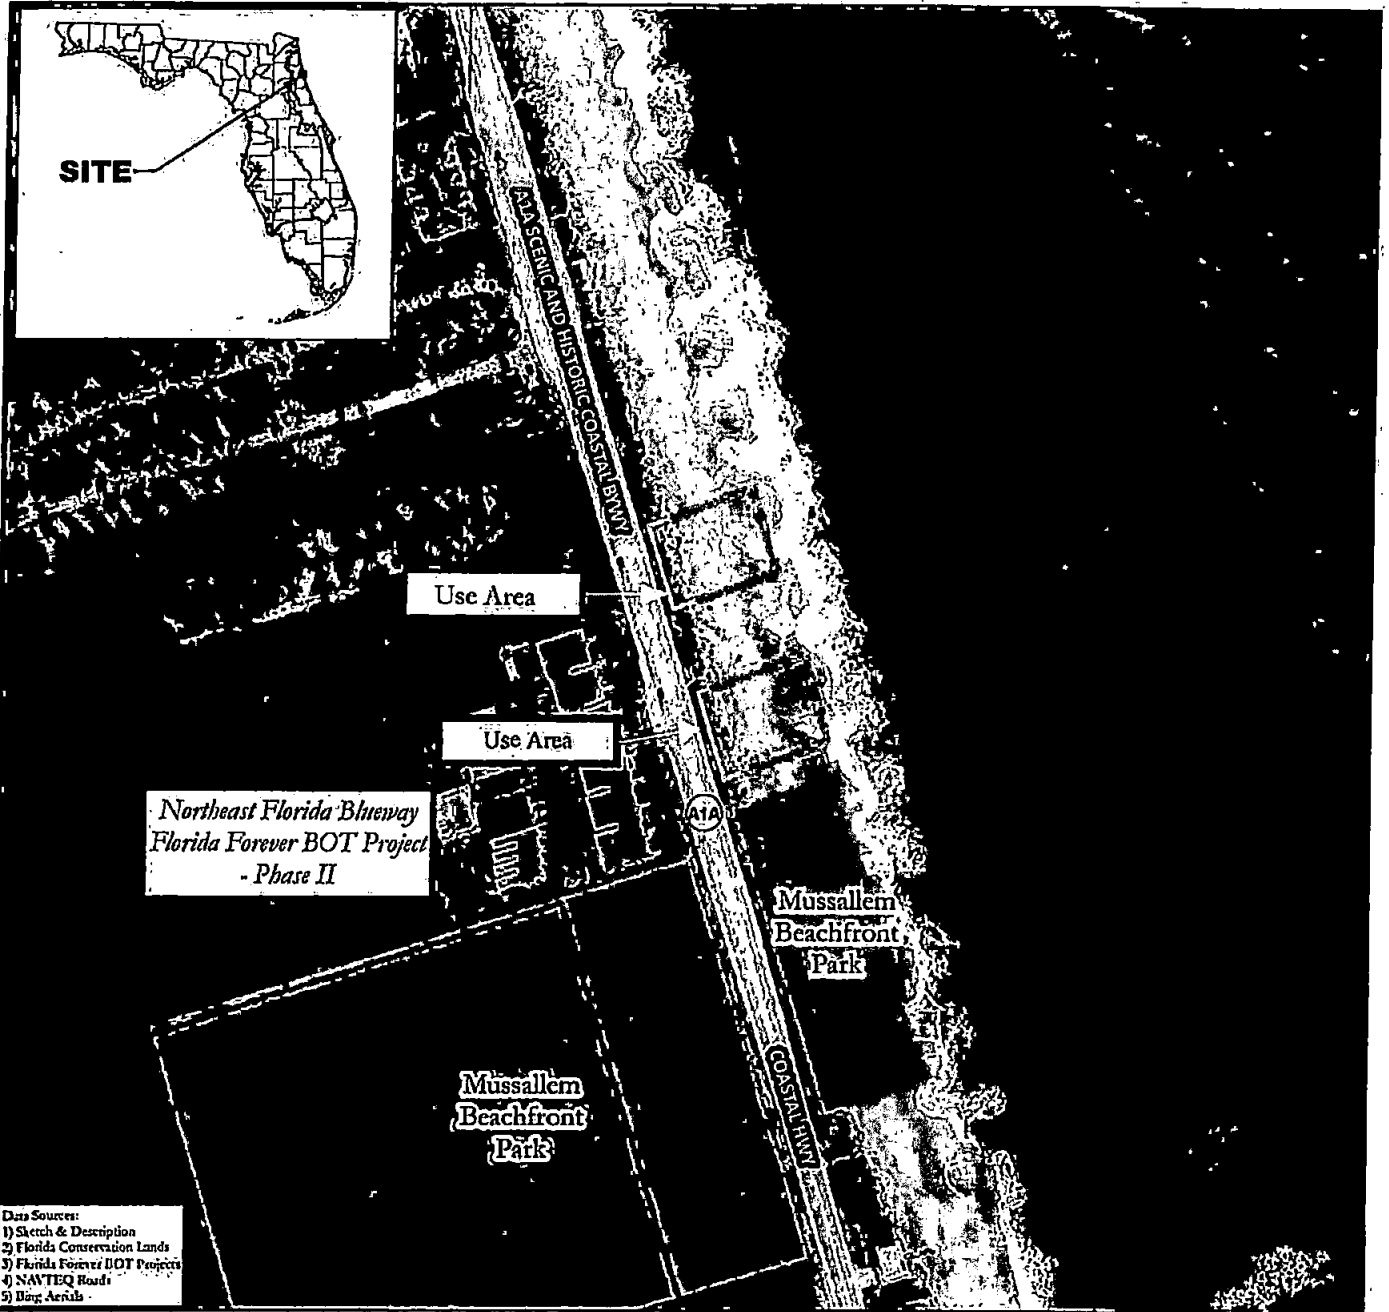 SITE
A1A SCENIC AND HISTORIC COASTAL BYWY
Use Area
Use Area
A1A
Northeast Florida Blueway
Florida Forever BOT Project
- Phase II
Mussallem
Beachfront
Park
COASTAL HWY
Mussallem
Beachfront
Park
Data Sources:
1) Sketch & Description
2) Florida Conservation Lands
3) Florida Forever BOT Projects
4) NAVTEQ Roads
5) Bing Aerials